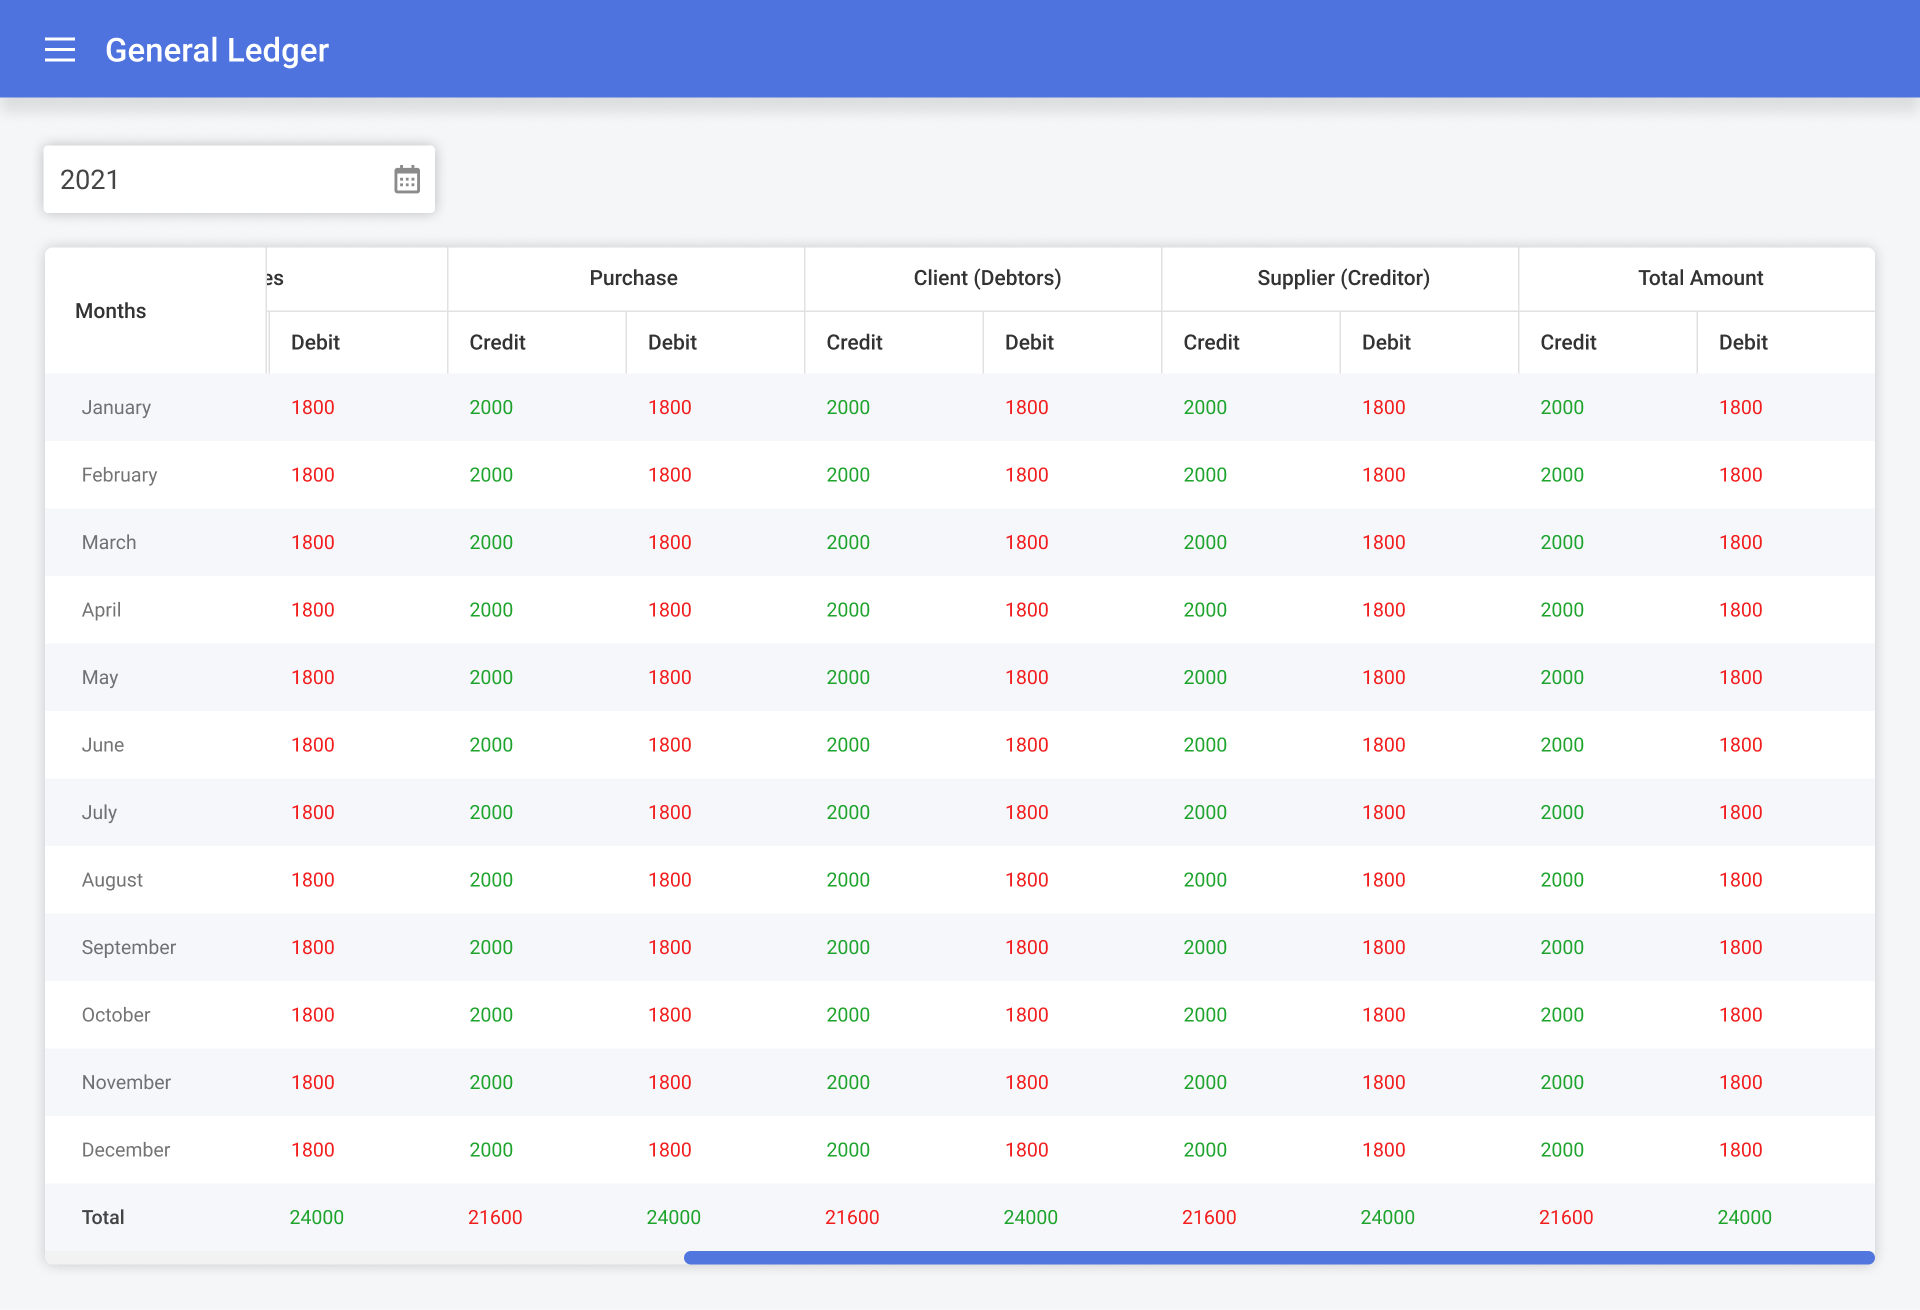 General Ledger
2021
Months es Purchase Client (Debtors) Supplier (Creditor) Total Amount
Debit Credit Debit Credit Debit Credit Debit Credit Debit
January 1800 2000 1800 2000 1800 2000 1800 2000 1800
February 1800 2000 1800 2000 1800 2000 1800 2000 1800
March 1800 2000 1800 2000 1800 2000 1800 2000 1800
April 1800 2000 1800 2000 1800 2000 1800 2000 1800
May 1800 2000 1800 2000 1800 2000 1800 2000 1800
June 1800 2000 1800 2000 1800 2000 1800 2000 1800
July 1800 2000 1800 2000 1800 2000 1800 2000 1800
August 1800 2000 1800 2000 1800 2000 1800 2000 1800
September 1800 2000 1800 2000 1800 2000 1800 2000 1800
October 1800 2000 1800 2000 1800 2000 1800 2000 1800
November 1800 2000 1800 2000 1800 2000 1800 2000 1800
December 1800 2000 1800 2000 1800 2000 1800 2000 1800
Total 24000 21600 24000 21600 24000 21600 24000 21600 24000